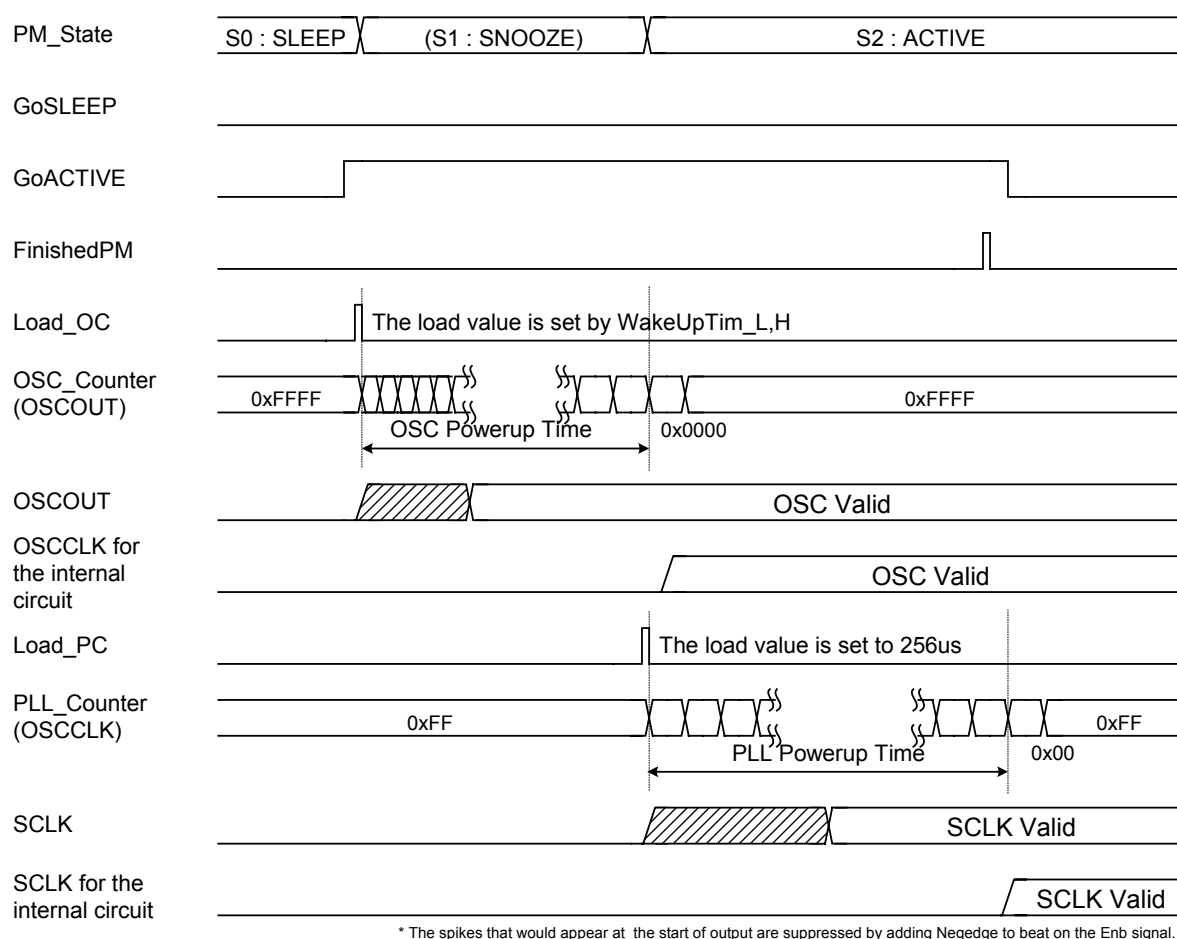 PM_State
S0 : SLEEP
(S1 : SNOOZE)
S2 : ACTIVE
GoSLEEP
GoACTIVE
FinishedPM
Load_OC
The load value is set by WakeUpTim_L,H
OSC_Counter
(OSCOUT)
0xFFFF
0xFFFF
OSC Powerup Time
0x0000
OSCOUT
OSC Valid
OSCCLK for
the internal
circuit
OSC Valid
Load_PC
The load value is set to 256us
PLL_Counter
(OSCCLK)
0xFF
0xFF
PLL Powerup Time
0x00
SCLK
SCLK Valid
SCLK for the
internal circuit
SCLK Valid
* The spikes that would appear at the start of output are suppressed by adding Negedge to beat on the Enb signal.